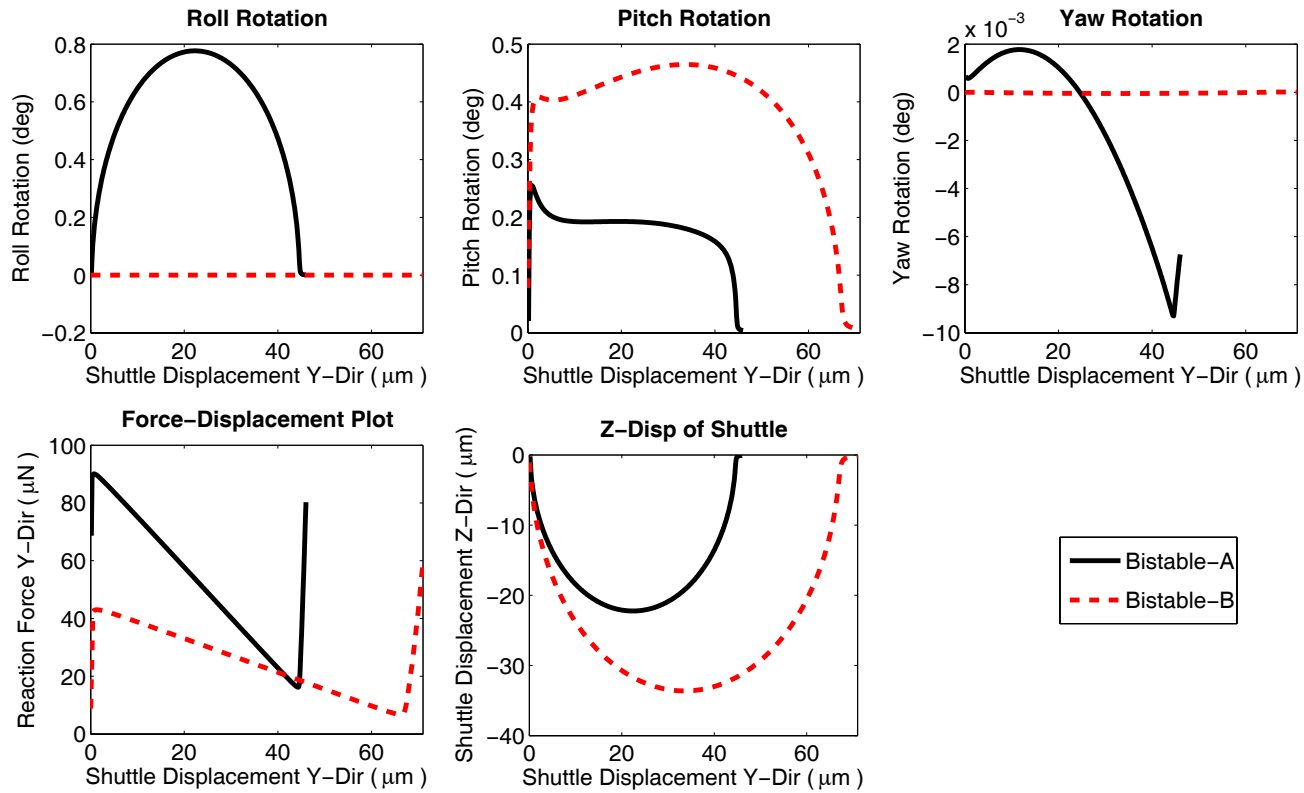 Roll Rotation
Roll Rotation (deg)
0.8
0.6
0.4
0.2
0
−0.2
0 20 40 60
Shuttle Displacement Y−Dir ( μm )
Pitch Rotation
Pitch Rotation (deg)
0.5
0.4
0.3
0.2
0.1
0
0 20 40 60
Shuttle Displacement Y−Dir ( μm )
Yaw Rotation
x 10⁻³
Yaw Rotation (deg)
2
0
−2
−4
−6
−8
−10
0 20 40 60
Shuttle Displacement Y−Dir ( μm )
Force−Displacement Plot
Reaction Force Y−Dir ( μN )
100
80
60
40
20
0
0 20 40 60
Shuttle Displacement Y−Dir ( μm )
Z−Disp of Shuttle
Shuttle Displacement Z−Dir ( μm)
0
−10
−20
−30
−40
0 20 40 60
Shuttle Displacement Y−Dir ( μm )
Bistable−A
Bistable−B